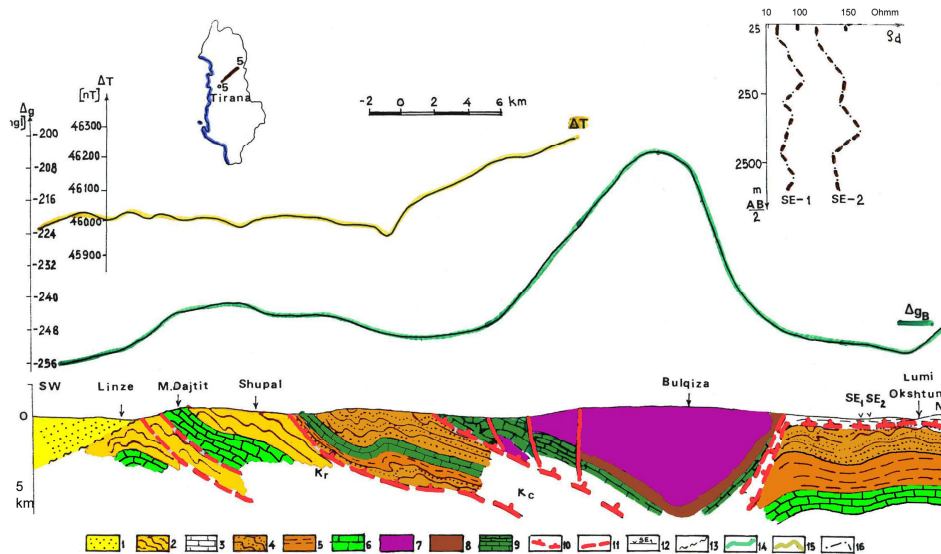 10 100 150 Ohmm
25
ρd
250
2500
m
AB
2
SE-1 SE-2
5
°5
Tirana
-2 0 2 4 6 km
Δg
ngl]
ΔT
[nT]
46300
46200
46100
46000
45900
-200
-208
-216
-224
-232
-240
-248
-256
ΔT
ΔgB
SW Linze M.Dajtit Shupal Bulqiza Lumi
Okshtun
SE1 SE2
N
0
5
km
Kr
Kc
1 2 3 4 5 6 7 8 9 10 11 SE1 12 13 14 15 16